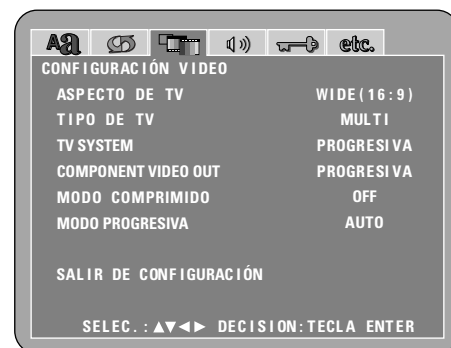 Aa etc.
CONFIGURACIÓN VIDEO
ASPECTO DE TV WIDE(16:9)
TIPO DE TV MULTI
TV SYSTEM PROGRESIVA
COMPONENT VIDEO OUT PROGRESIVA
MODO COMPRIMIDO OFF
MODO PROGRESIVA AUTO
SALIR DE CONFIGURACIÓN
SELEC.:▲▼◄► DECISION:TECLA ENTER